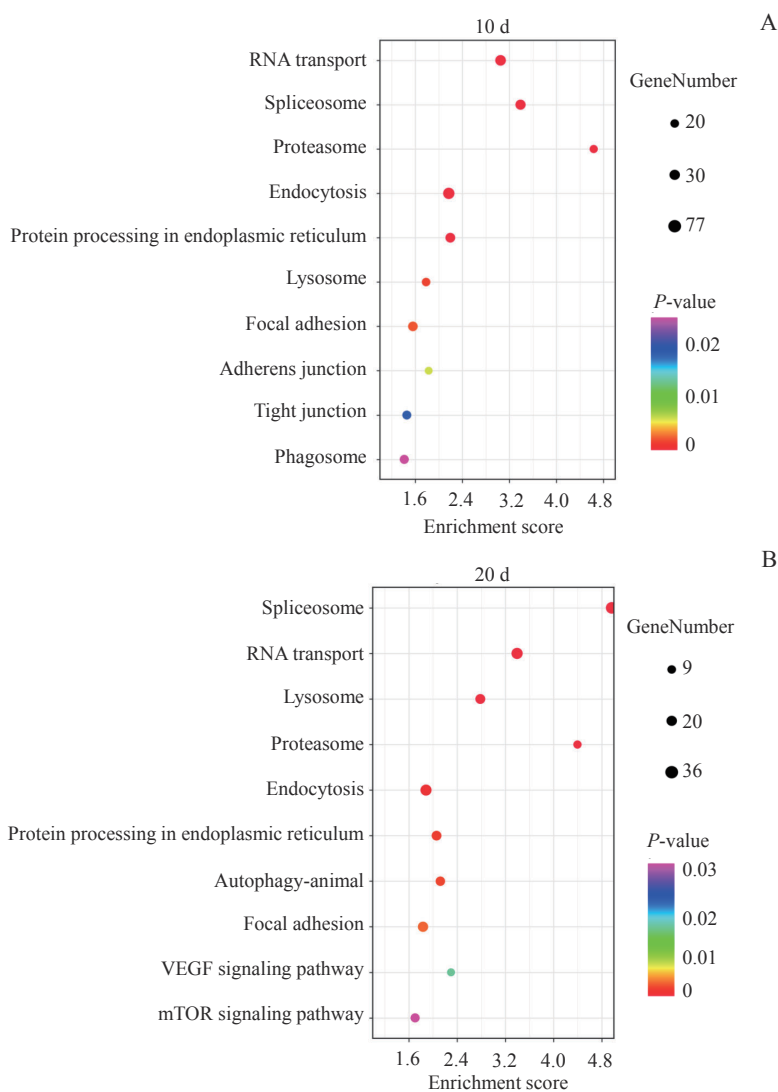 A
10 d
RNA transport
Spliceosome
Proteasome
Endocytosis
Protein processing in endoplasmic reticulum
Lysosome
Focal adhesion
Adherens junction
Tight junction
Phagosome
1.6 2.4 3.2 4.0 4.8
Enrichment score
GeneNumber
20
30
77
P-value
0.02
0.01
0
B
20 d
Spliceosome
RNA transport
Lysosome
Proteasome
Endocytosis
Protein processing in endoplasmic reticulum
Autophagy-animal
Focal adhesion
VEGF signaling pathway
mTOR signaling pathway
1.6 2.4 3.2 4.0 4.8
Enrichment score
GeneNumber
9
20
36
P-value
0.03
0.02
0.01
0